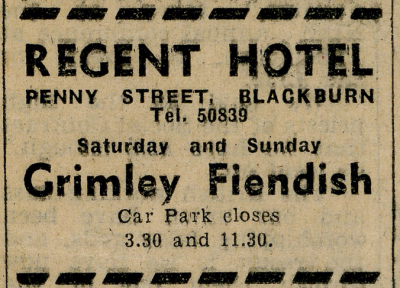 REGENT HOTEL
PENNY STREET, BLACKBURN
Tel. 50839
Saturday and Sunday
Grimley Fiendish
Car Park closes
3.30 and 11.30.